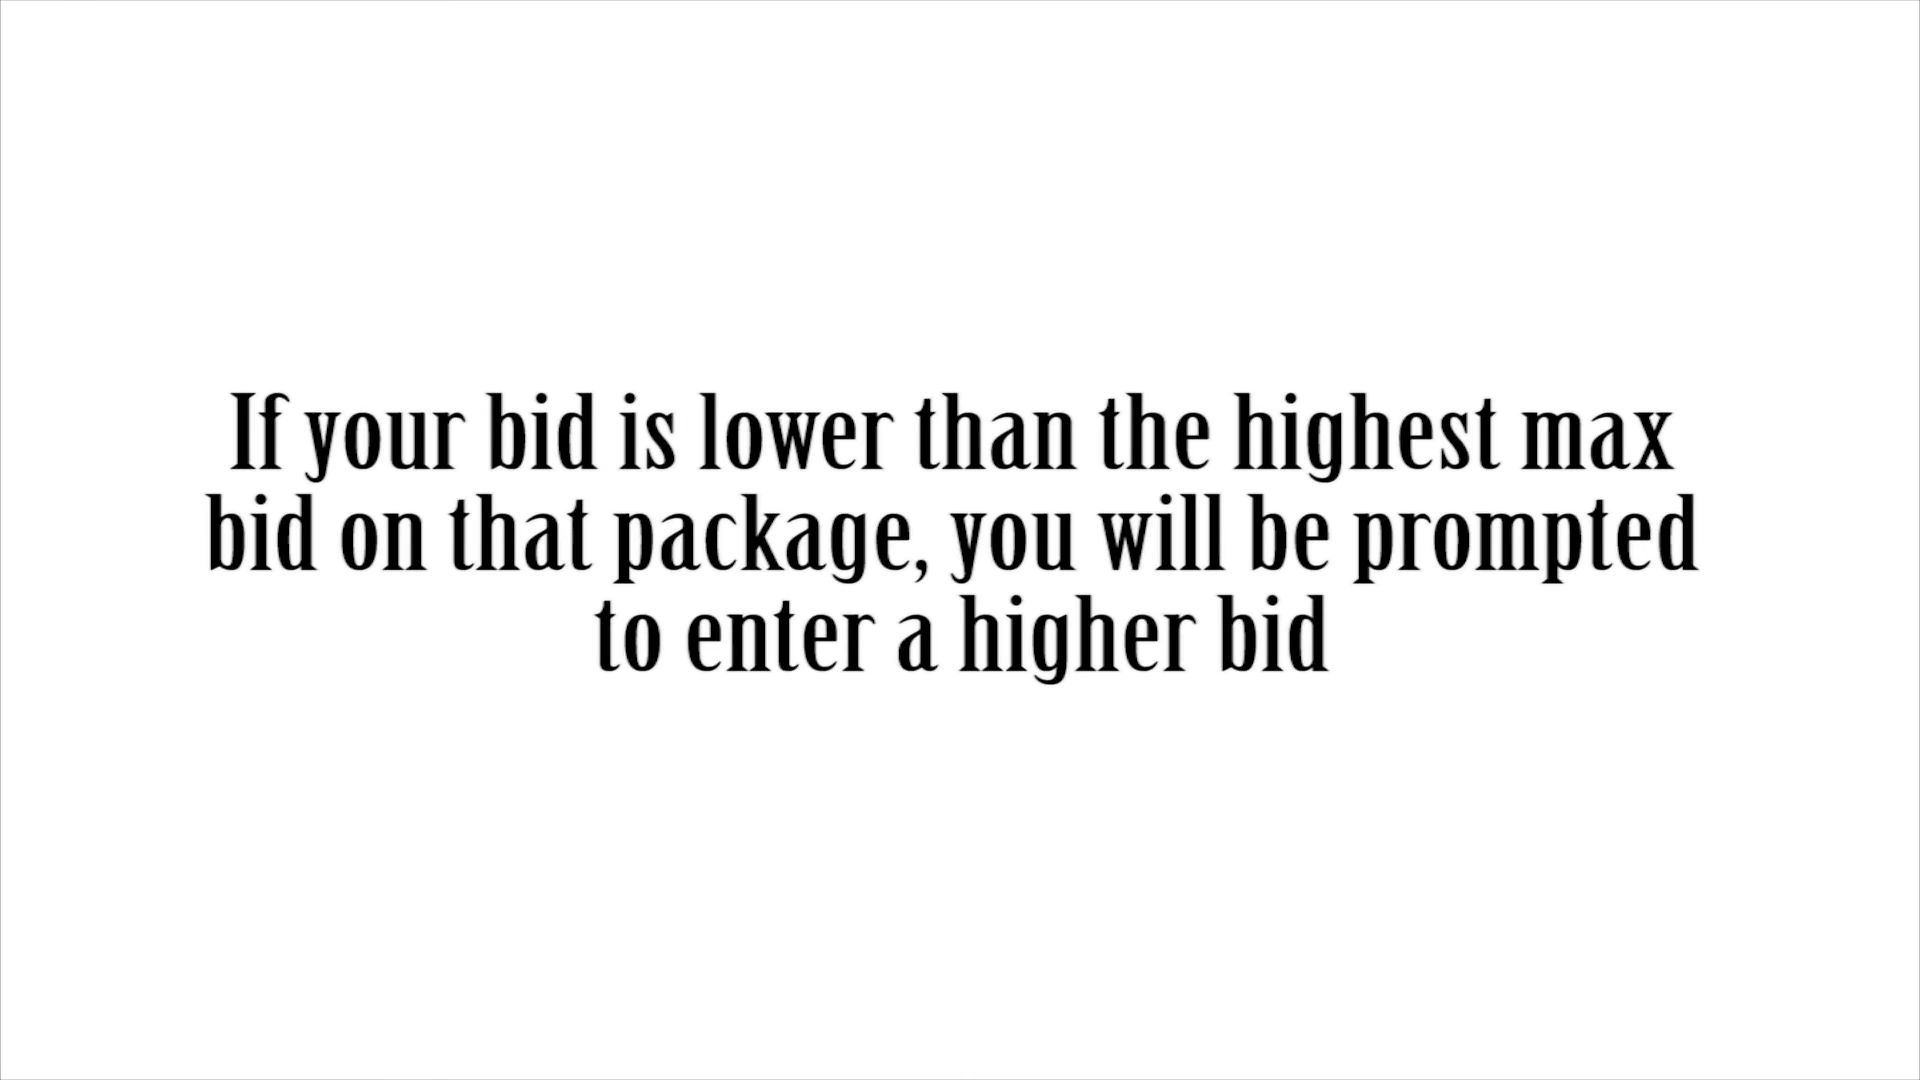 If your bid is lower than the highest max
bid on that package, you will be prompted
to enter a higher bid